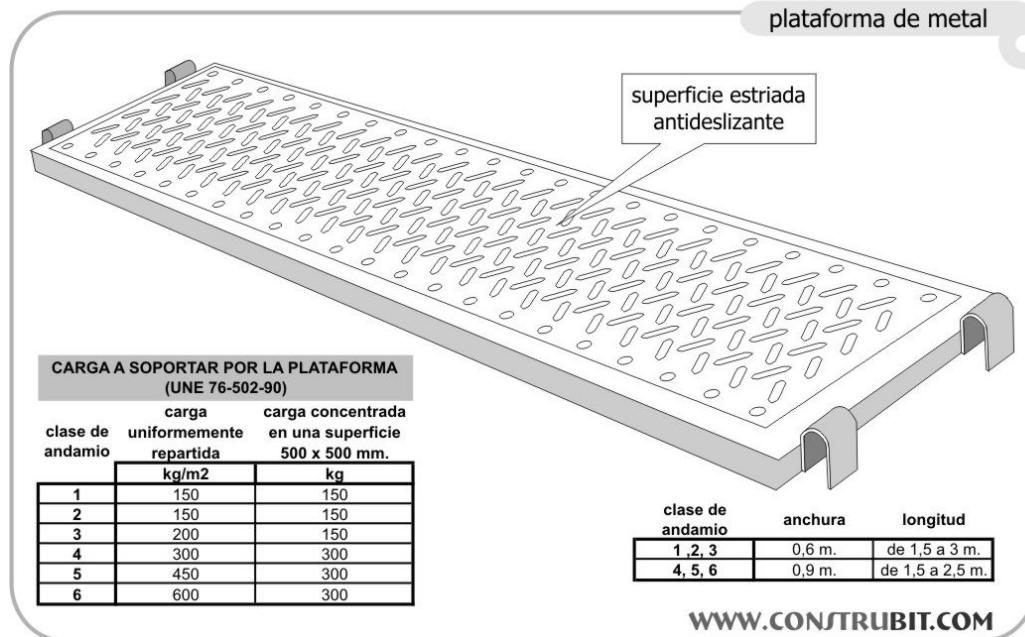 plataforma de metal
superficie estriada
antideslizante
CARGA A SOPORTAR POR LA PLATAFORMA
(UNE 76-502-90)
clase de andamio carga uniformemente repartida carga concentrada en una superficie 500 x 500 mm.
kg/m2 kg
1 150 150
2 150 150
3 200 150
4 300 300
5 450 300
6 600 300
clase de andamio anchura longitud
1 ,2, 3 0,6 m. de 1,5 a 3 m.
4, 5, 6 0,9 m. de 1,5 a 2,5 m.
WWW.CONSTRUBIT.COM